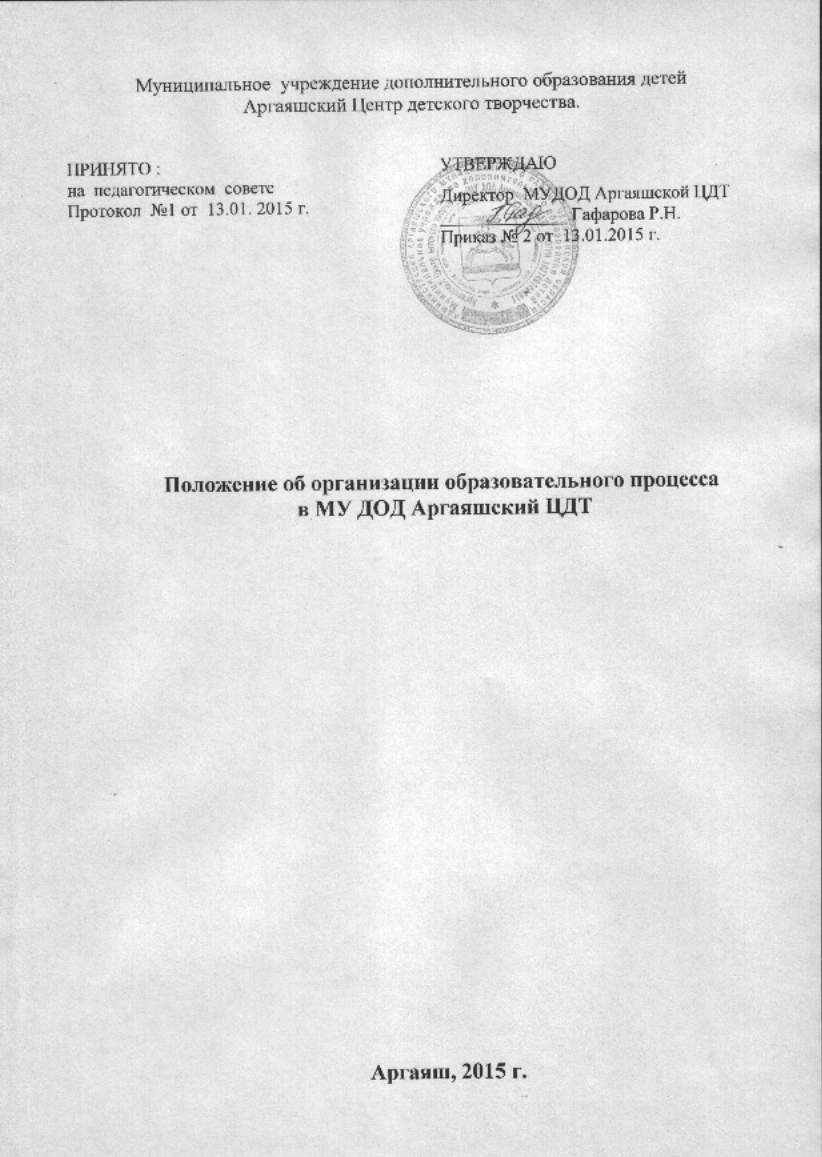 Муниципальное учреждение дополнительного образования детей
Аргаяшский Центр детского творчества.
ПРИНЯТО :
на педагогическом совете
Протокол №1 от 13.01. 2015 г.
УТВЕРЖДАЮ
Директор МУДОД Аргаяшской ЦДТ
Гафарова Р.Н.
Приказ № 2 от 13.01.2015 г.
Положение об организации образовательного процесса
в МУ ДОД Аргаяшский ЦДТ
Аргаяш, 2015 г.